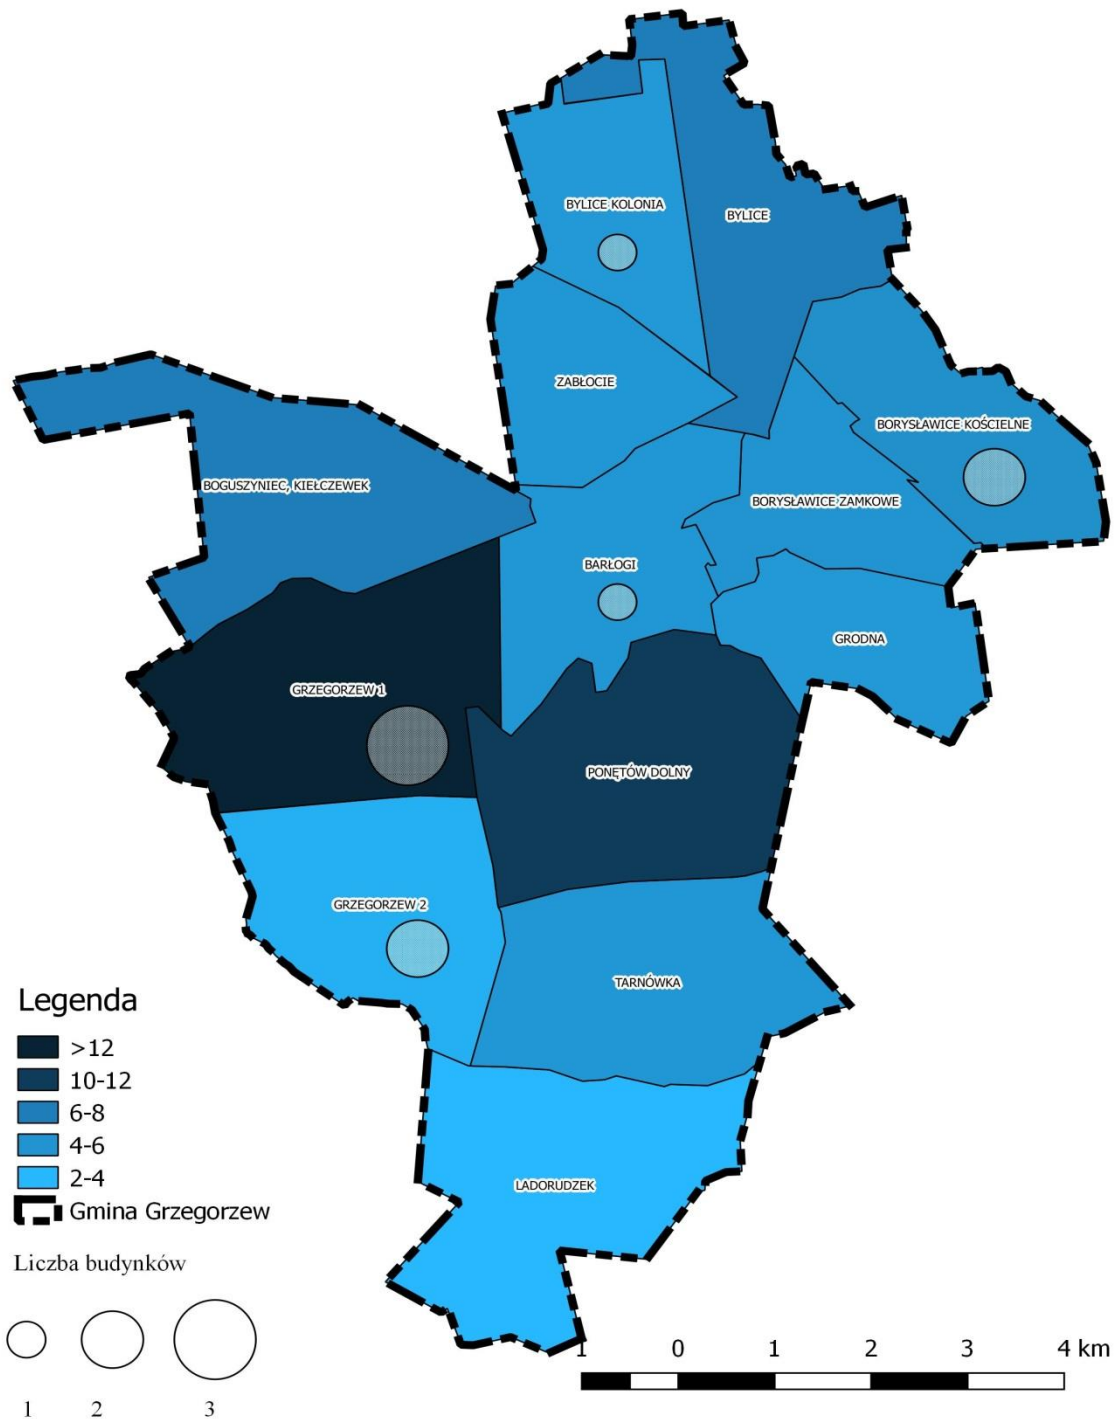 BYLICE KOLONIA
BYLICE
ZABŁOCIE
BORYSŁAWICE KOŚCIELNE
BOGUSZYNIEC, KIEŁCZEWEK
BORYSŁAWICE ZAMKOWE
BARŁOGI
GRODNA
GRZEGORZEW 1
PONĘTÓW DOLNY
GRZEGORZEW 2
TARNÓWKA
LADORUDZEK
Legenda
>12
10-12
6-8
4-6
2-4
Gmina Grzegorzew
Liczba budynków
1 2 3
1 0 1 2 3 4 km